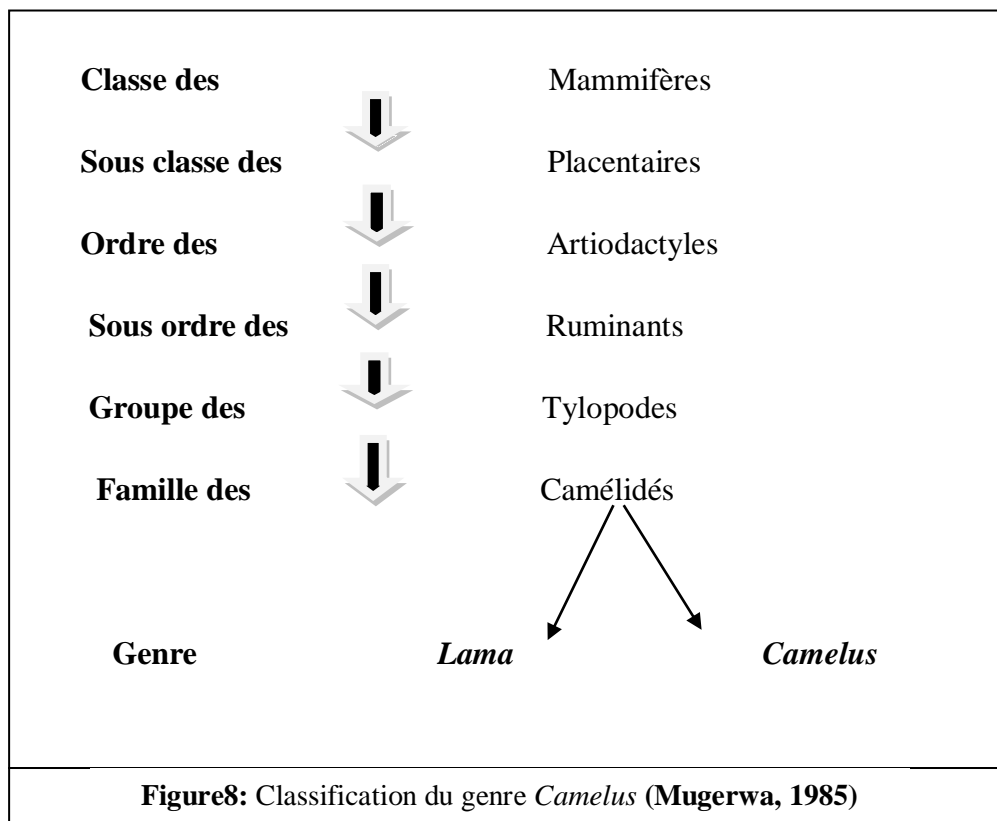 Classe des Mammifères
Sous classe des Placentaires
Ordre des Artiodactyles
Sous ordre des Ruminants
Groupe des Tylopodes
Famille des Camélidés
Genre Lama Camelus
Figure8: Classification du genre Camelus (Mugerwa, 1985)